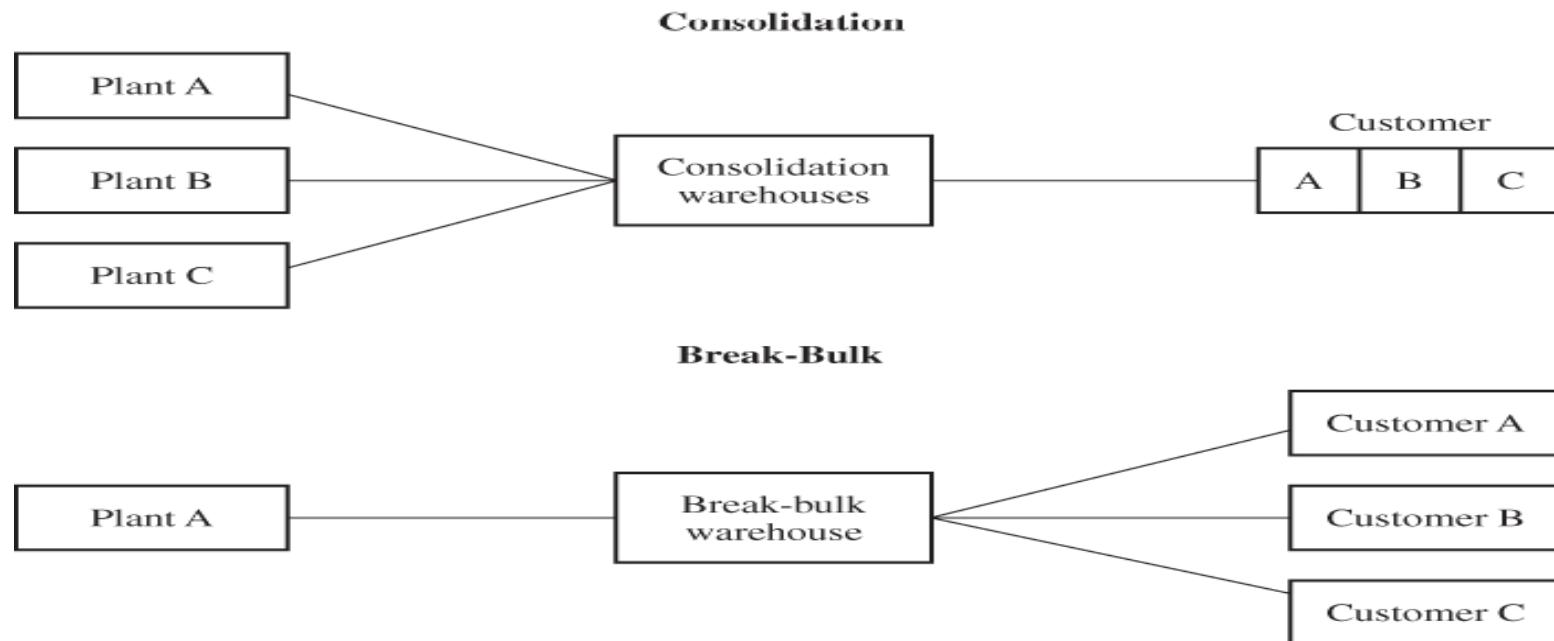 Consolidation
Plant A
Plant B
Plant C
Consolidation
warehouses
Customer
A B C
Break-Bulk
Plant A
Break-bulk
warehouse
Customer A
Customer B
Customer C